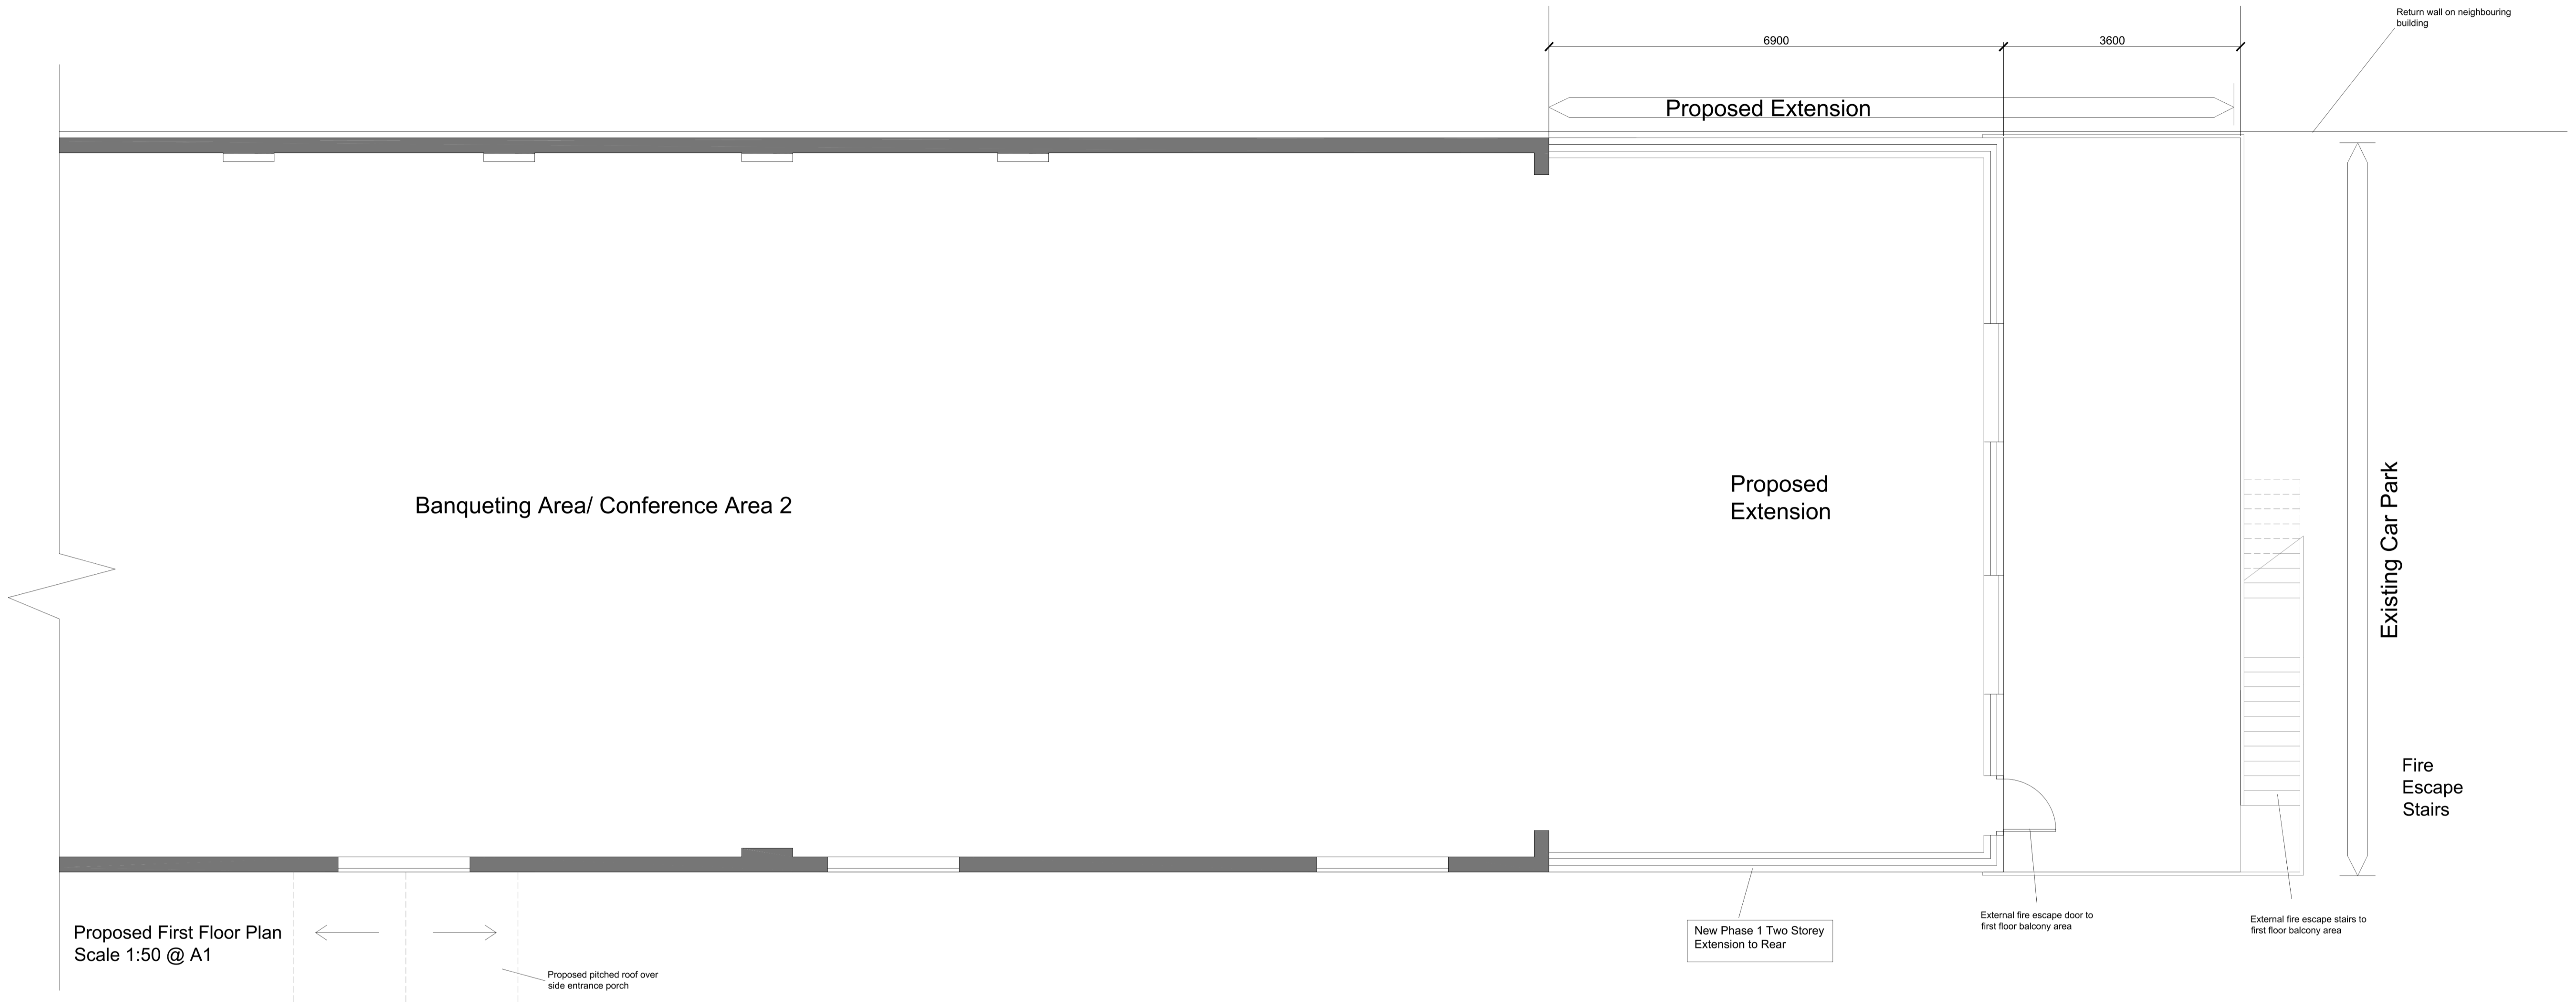 Return wall on neighbouring
building
6900
3600
Proposed Extension
Banqueting Area/ Conference Area 2
Proposed
Extension
Existing Car Park
Fire
Escape
Stairs
Proposed First Floor Plan
Scale 1:50 @ A1
Proposed pitched roof over
side entrance porch
New Phase 1 Two Storey
Extension to Rear
External fire escape door to
first floor balcony area
External fire escape stairs to
first floor balcony area